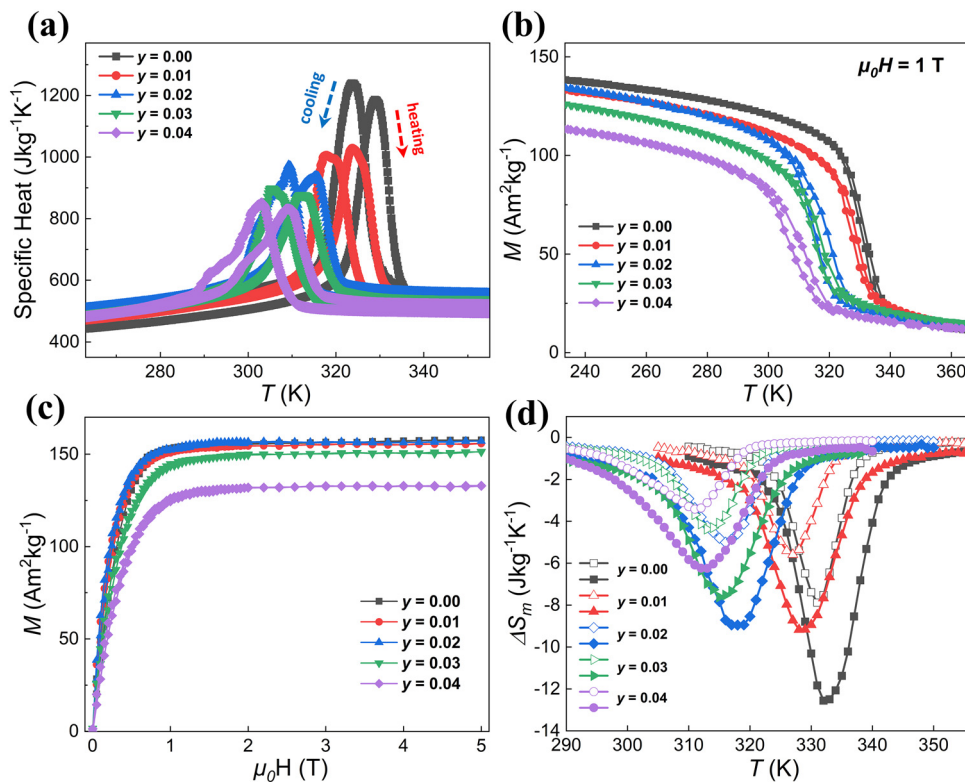 (a)
y = 0.00
y = 0.01
y = 0.02
y = 0.03
y = 0.04
cooling
heating
1200
1000
800
600
400
Specific Heat (Jkg⁻¹K⁻¹)
280
300
320
340
T (K)
(b)
μ₀H = 1 T
150
100
50
0
M (Am²kg⁻¹)
y = 0.00
y = 0.01
y = 0.02
y = 0.03
y = 0.04
240
260
280
300
320
340
360
T (K)
(c)
150
100
50
0
M (Am²kg⁻¹)
y = 0.00
y = 0.01
y = 0.02
y = 0.03
y = 0.04
0
1
2
3
4
5
μ₀H (T)
(d)
0
-2
-4
-6
-8
-10
-12
-14
ΔSₘ (Jkg⁻¹K⁻¹)
y = 0.00
y = 0.01
y = 0.02
y = 0.03
y = 0.04
290
300
310
320
330
340
350
T (K)